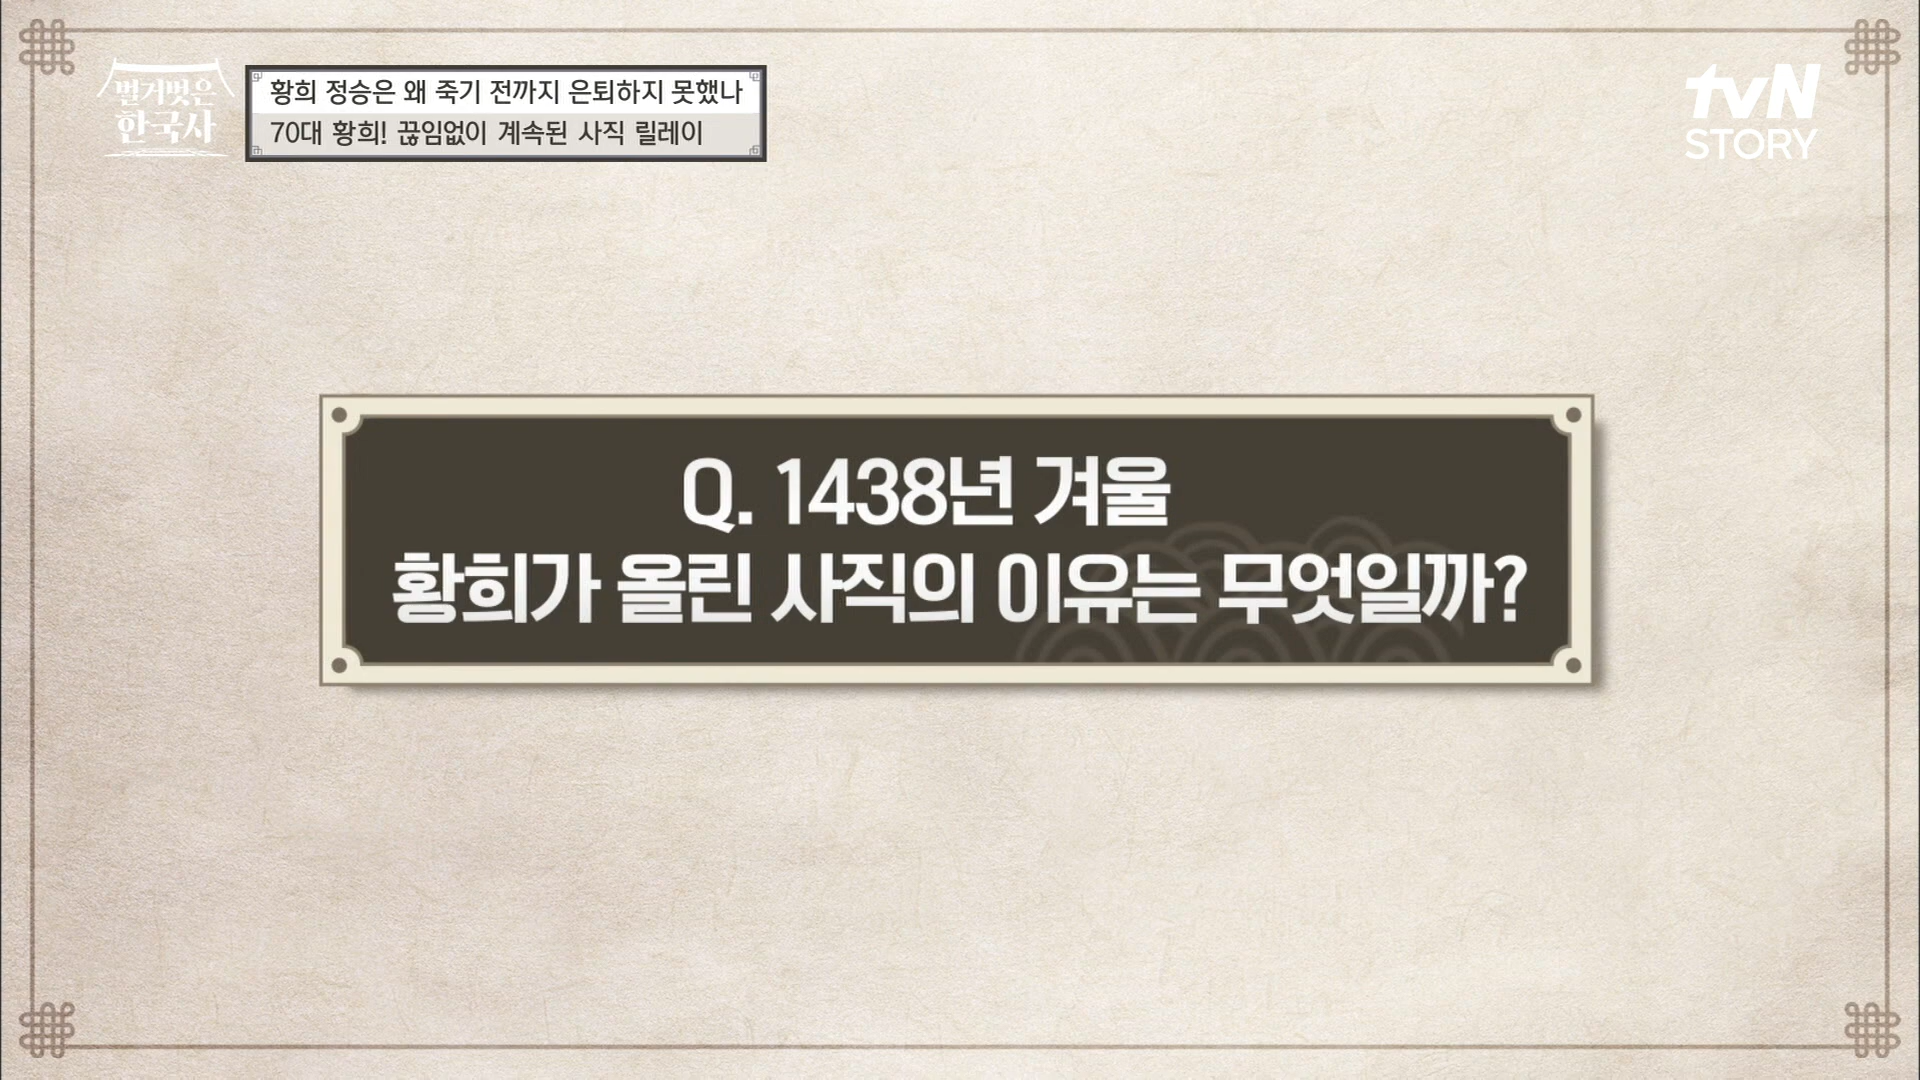 벌거벗은
한국사
황희 정승은 왜 죽기 전까지 은퇴하지 못했나
70대 황희! 끊임없이 계속된 사직 릴레이
tvN
STORY
Q. 1438년 겨울
황희가 올린 사직의 이유는 무엇일까?